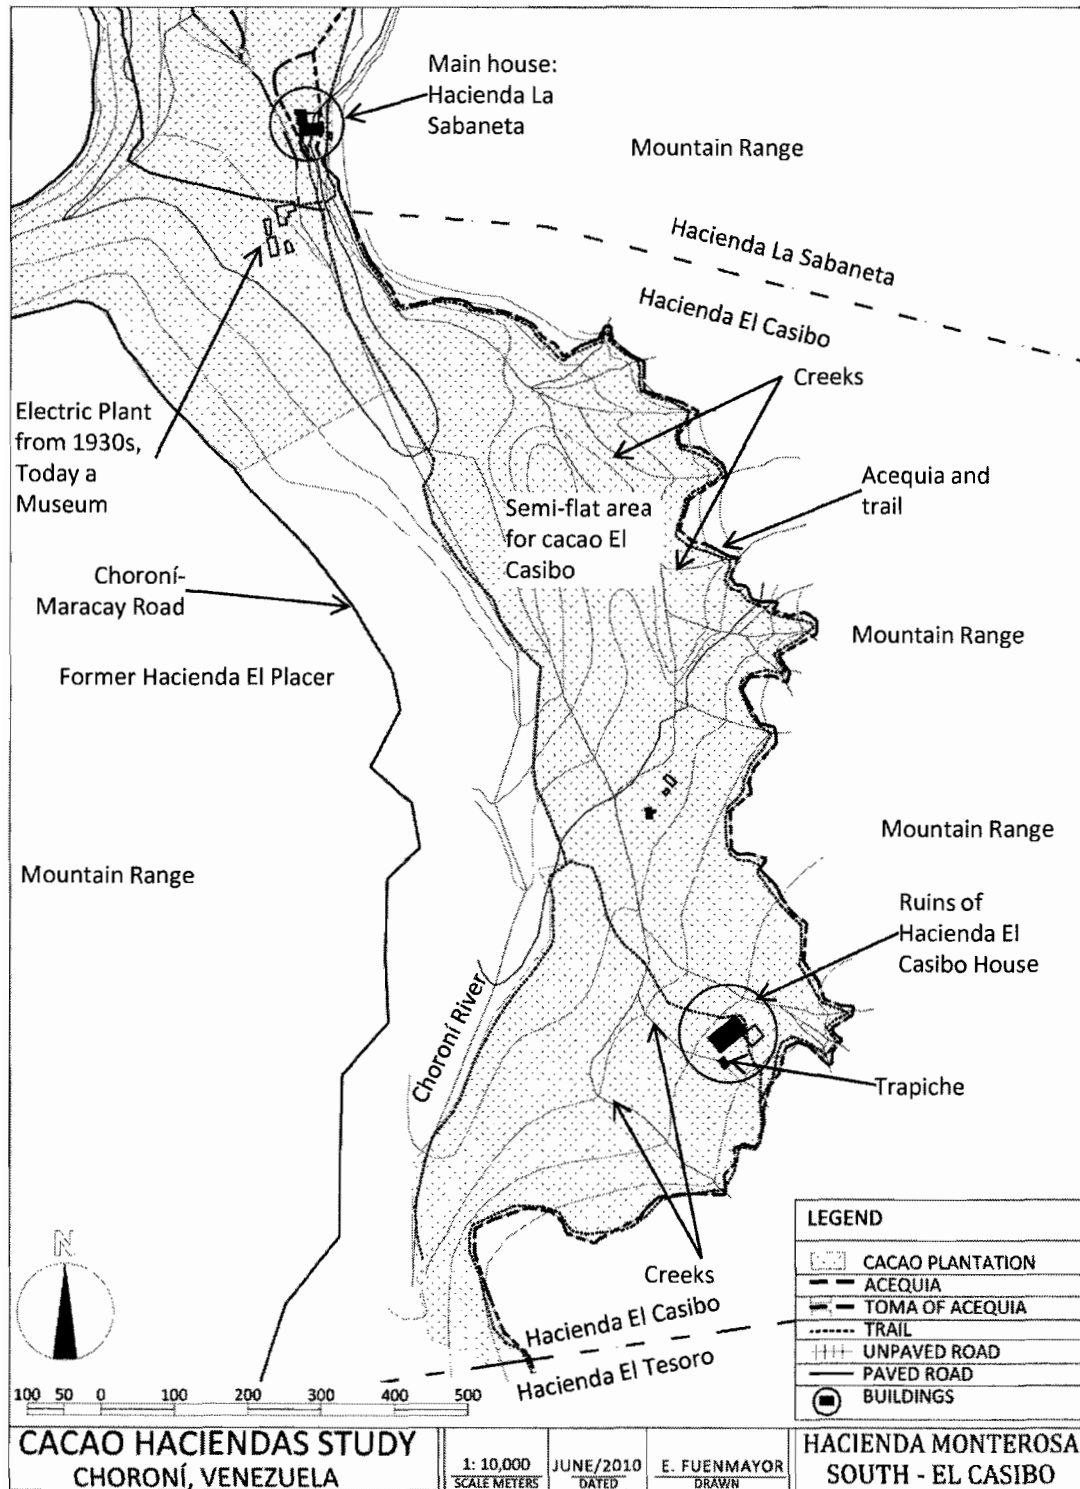 Main house:
Hacienda La
Sabaneta
Mountain Range
Hacienda La Sabaneta
Hacienda El Casibo
Creeks
Electric Plant
from 1930s,
Today a
Museum
Acequia and
trail
Semi-flat area
for cacao El
Casibo
Choroní-
Maracay Road
Mountain Range
Former Hacienda El Placer
Mountain Range
Mountain Range
Ruins of
Hacienda El
Casibo House
Choroní River
Trapiche
Creeks
Hacienda El Casibo
Hacienda El Tesoro
N
100 50 0 100 200 300 400 500
LEGEND
CACAO PLANTATION
ACEQUIA
TOMA OF ACEQUIA
TRAIL
UNPAVED ROAD
PAVED ROAD
BUILDINGS
CACAO HACIENDAS STUDY
CHORONÍ, VENEZUELA
1: 10,000
SCALE METERS
JUNE/2010
DATED
E. FUENMAYOR
DRAWN
HACIENDA MONTEROSA
SOUTH - EL CASIBO